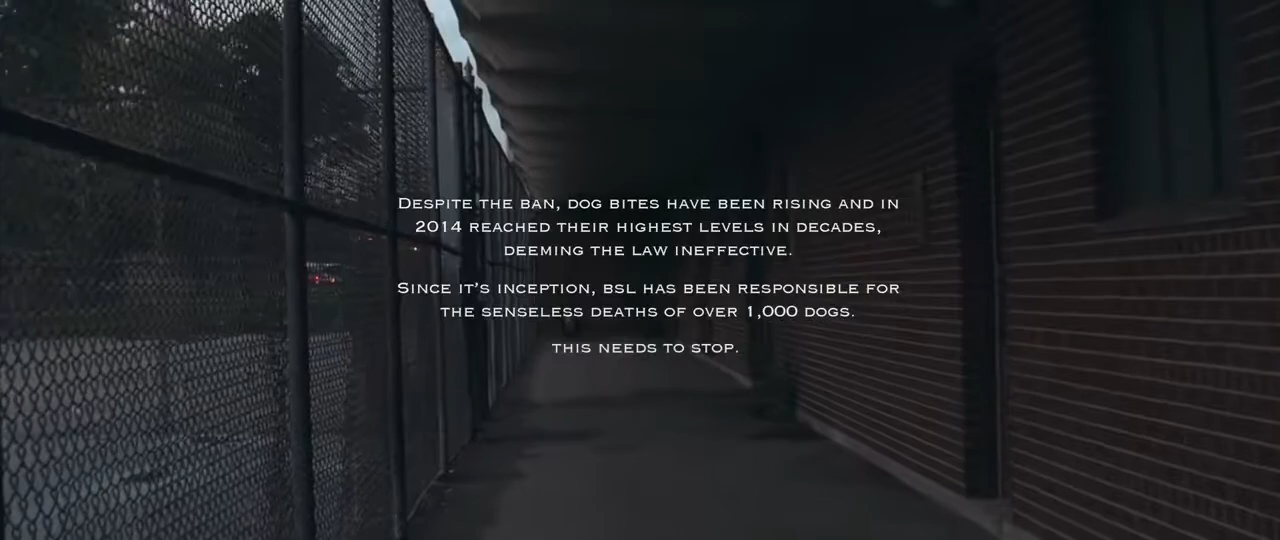 DESPITE THE BAN, DOG BITES HAVE BEEN RISING AND IN
2014 REACHED THEIR HIGHEST LEVELS IN DECADES,
DEEMING THE LAW INEFFECTIVE.
SINCE IT'S INCEPTION, BSL HAS BEEN RESPONSIBLE FOR
THE SENSELESS DEATHS OF OVER 1,000 DOGS.
THIS NEEDS TO STOP.